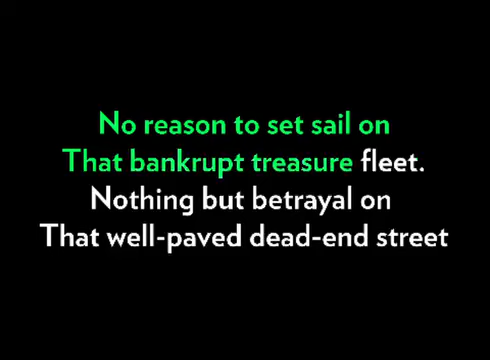 No reason to set sail on
That bankrupt treasure fleet.
Nothing but betrayal on
That well-paved dead-end street